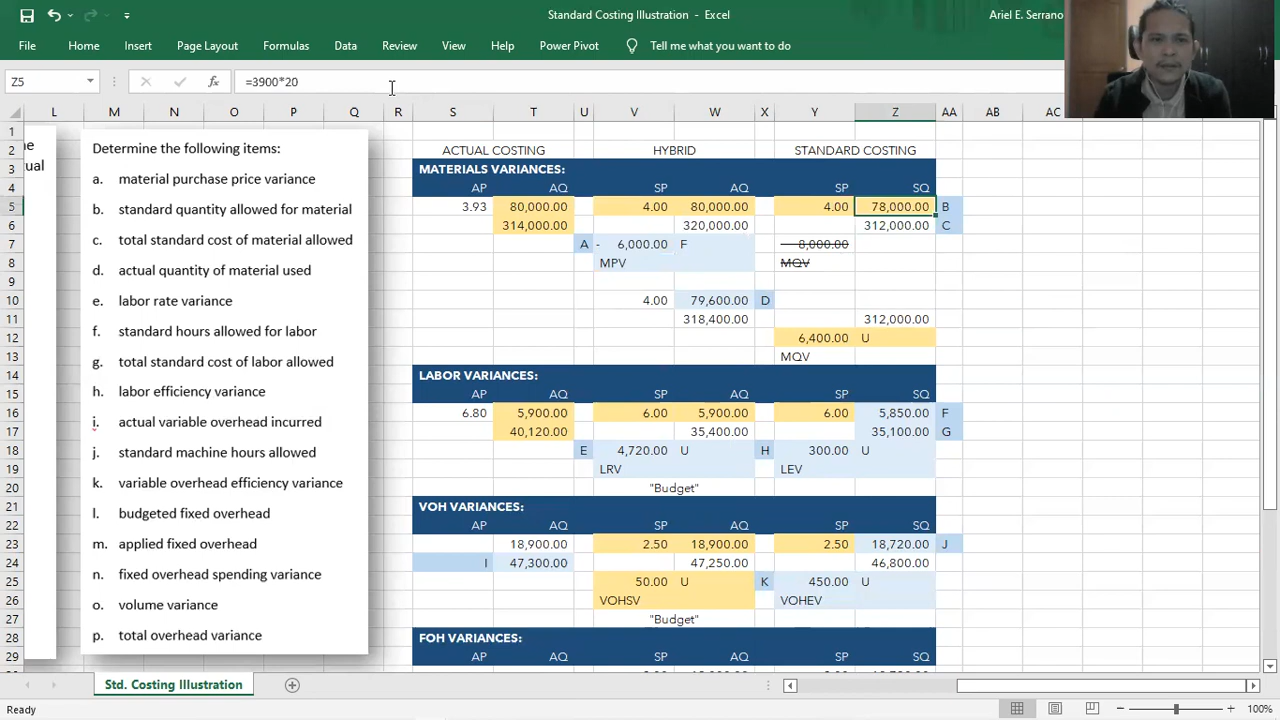 Standard Costing Illustration - Excel
Ariel E. Serrano
File Home Insert Page Layout Formulas Data Review View Help Power Pivot Tell me what you want to do
Z5 fx =3900*20
L M N O P Q R S T U V W X Y Z AA AB AC AD
1
2 ACTUAL COSTING HYBRID STANDARD COSTING
3 MATERIALS VARIANCES:
4 AP AQ SP AQ SP SQ
5 3.93 80,000.00 4.00 80,000.00 4.00 78,000.00 B
6 314,000.00 320,000.00 312,000.00 C
7 A - 6,000.00 F 8,000.00
8 MPV MQV
9
10 4.00 79,600.00 D
11 318,400.00 312,000.00
12 6,400.00 U
13 MQV
14 LABOR VARIANCES:
15 AP AQ SP AQ SP SQ
16 6.80 5,900.00 6.00 5,900.00 6.00 5,850.00 F
17 40,120.00 35,400.00 35,100.00 G
18 E 4,720.00 U H 300.00 U
19 LRV LEV
20 "Budget"
21 VOH VARIANCES:
22 AP AQ SP AQ SP SQ
23 18,900.00 2.50 18,900.00 2.50 18,720.00 J
24 I 47,300.00 47,250.00 46,800.00
25 50.00 U K 450.00 U
26 VOHSV VOHEV
27 "Budget"
28 FOH VARIANCES:
29 AP AQ SP AQ SP SQ
ne
ual
Determine the following items:
a. material purchase price variance
b. standard quantity allowed for material
c. total standard cost of material allowed
d. actual quantity of material used
e. labor rate variance
f. standard hours allowed for labor
g. total standard cost of labor allowed
h. labor efficiency variance
i. actual variable overhead incurred
j. standard machine hours allowed
k. variable overhead efficiency variance
l. budgeted fixed overhead
m. applied fixed overhead
n. fixed overhead spending variance
o. volume variance
p. total overhead variance
Std. Costing Illustration
Ready 100%